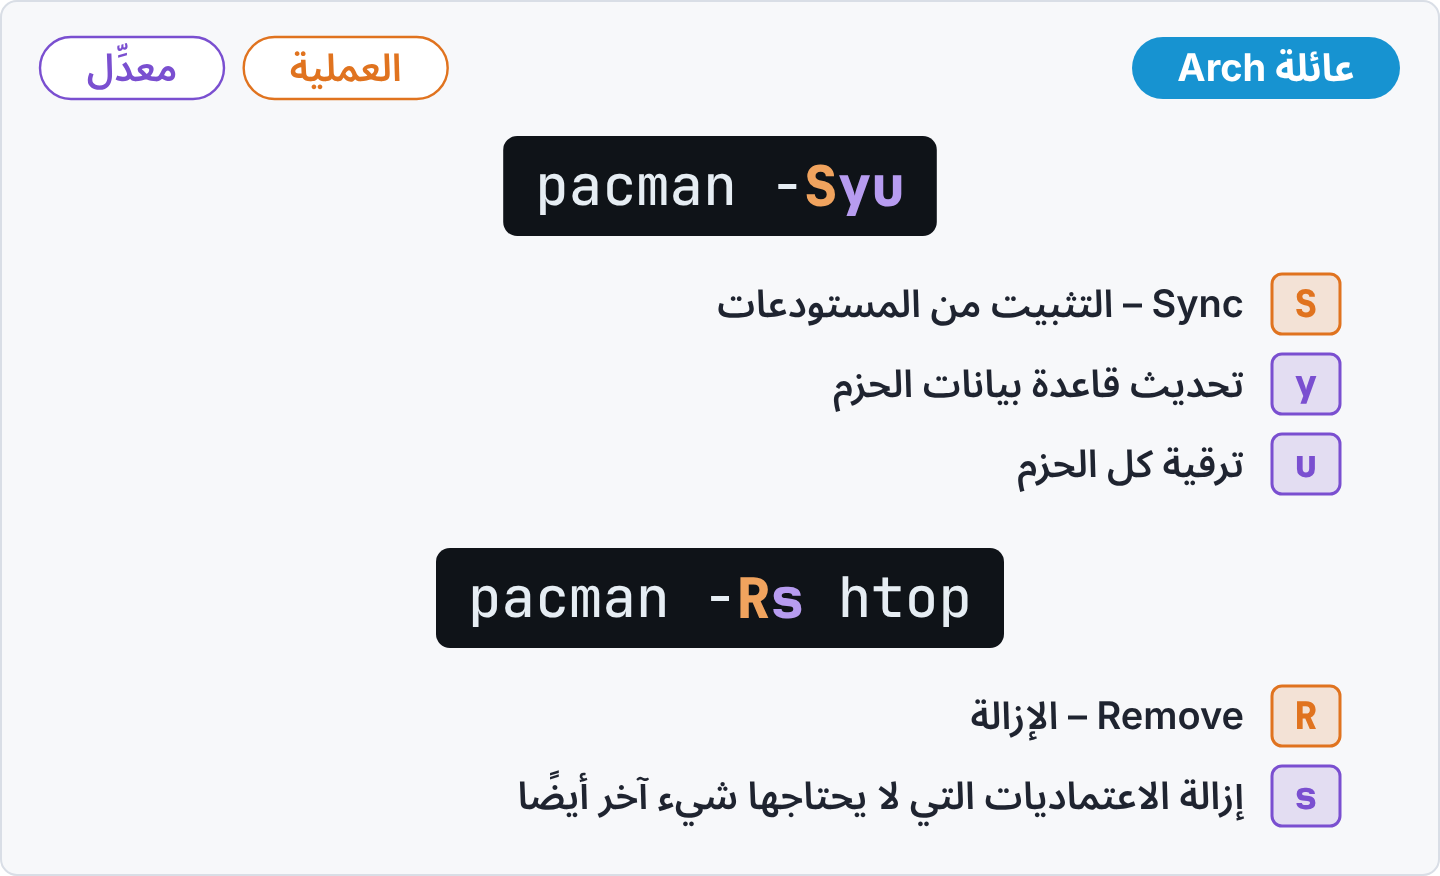 عائلة Arch
العملية
معدِّل
pacman -Syu
S
Sync – التثبيت من المستودعات
y
تحديث قاعدة بيانات الحزم
u
ترقية كل الحزم
pacman -Rs htop
R
Remove – الإزالة
s
إزالة الاعتماديات التي لا يحتاجها شيء آخر أيضًا